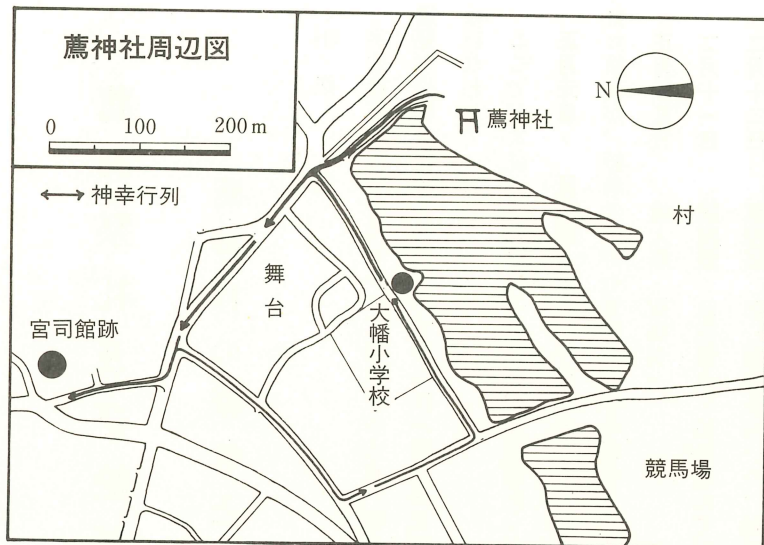 薦神社周辺図
0 100 200m
神幸行列
N
薦神社
村
舞台
大幡小学校
宮司館跡
競馬場